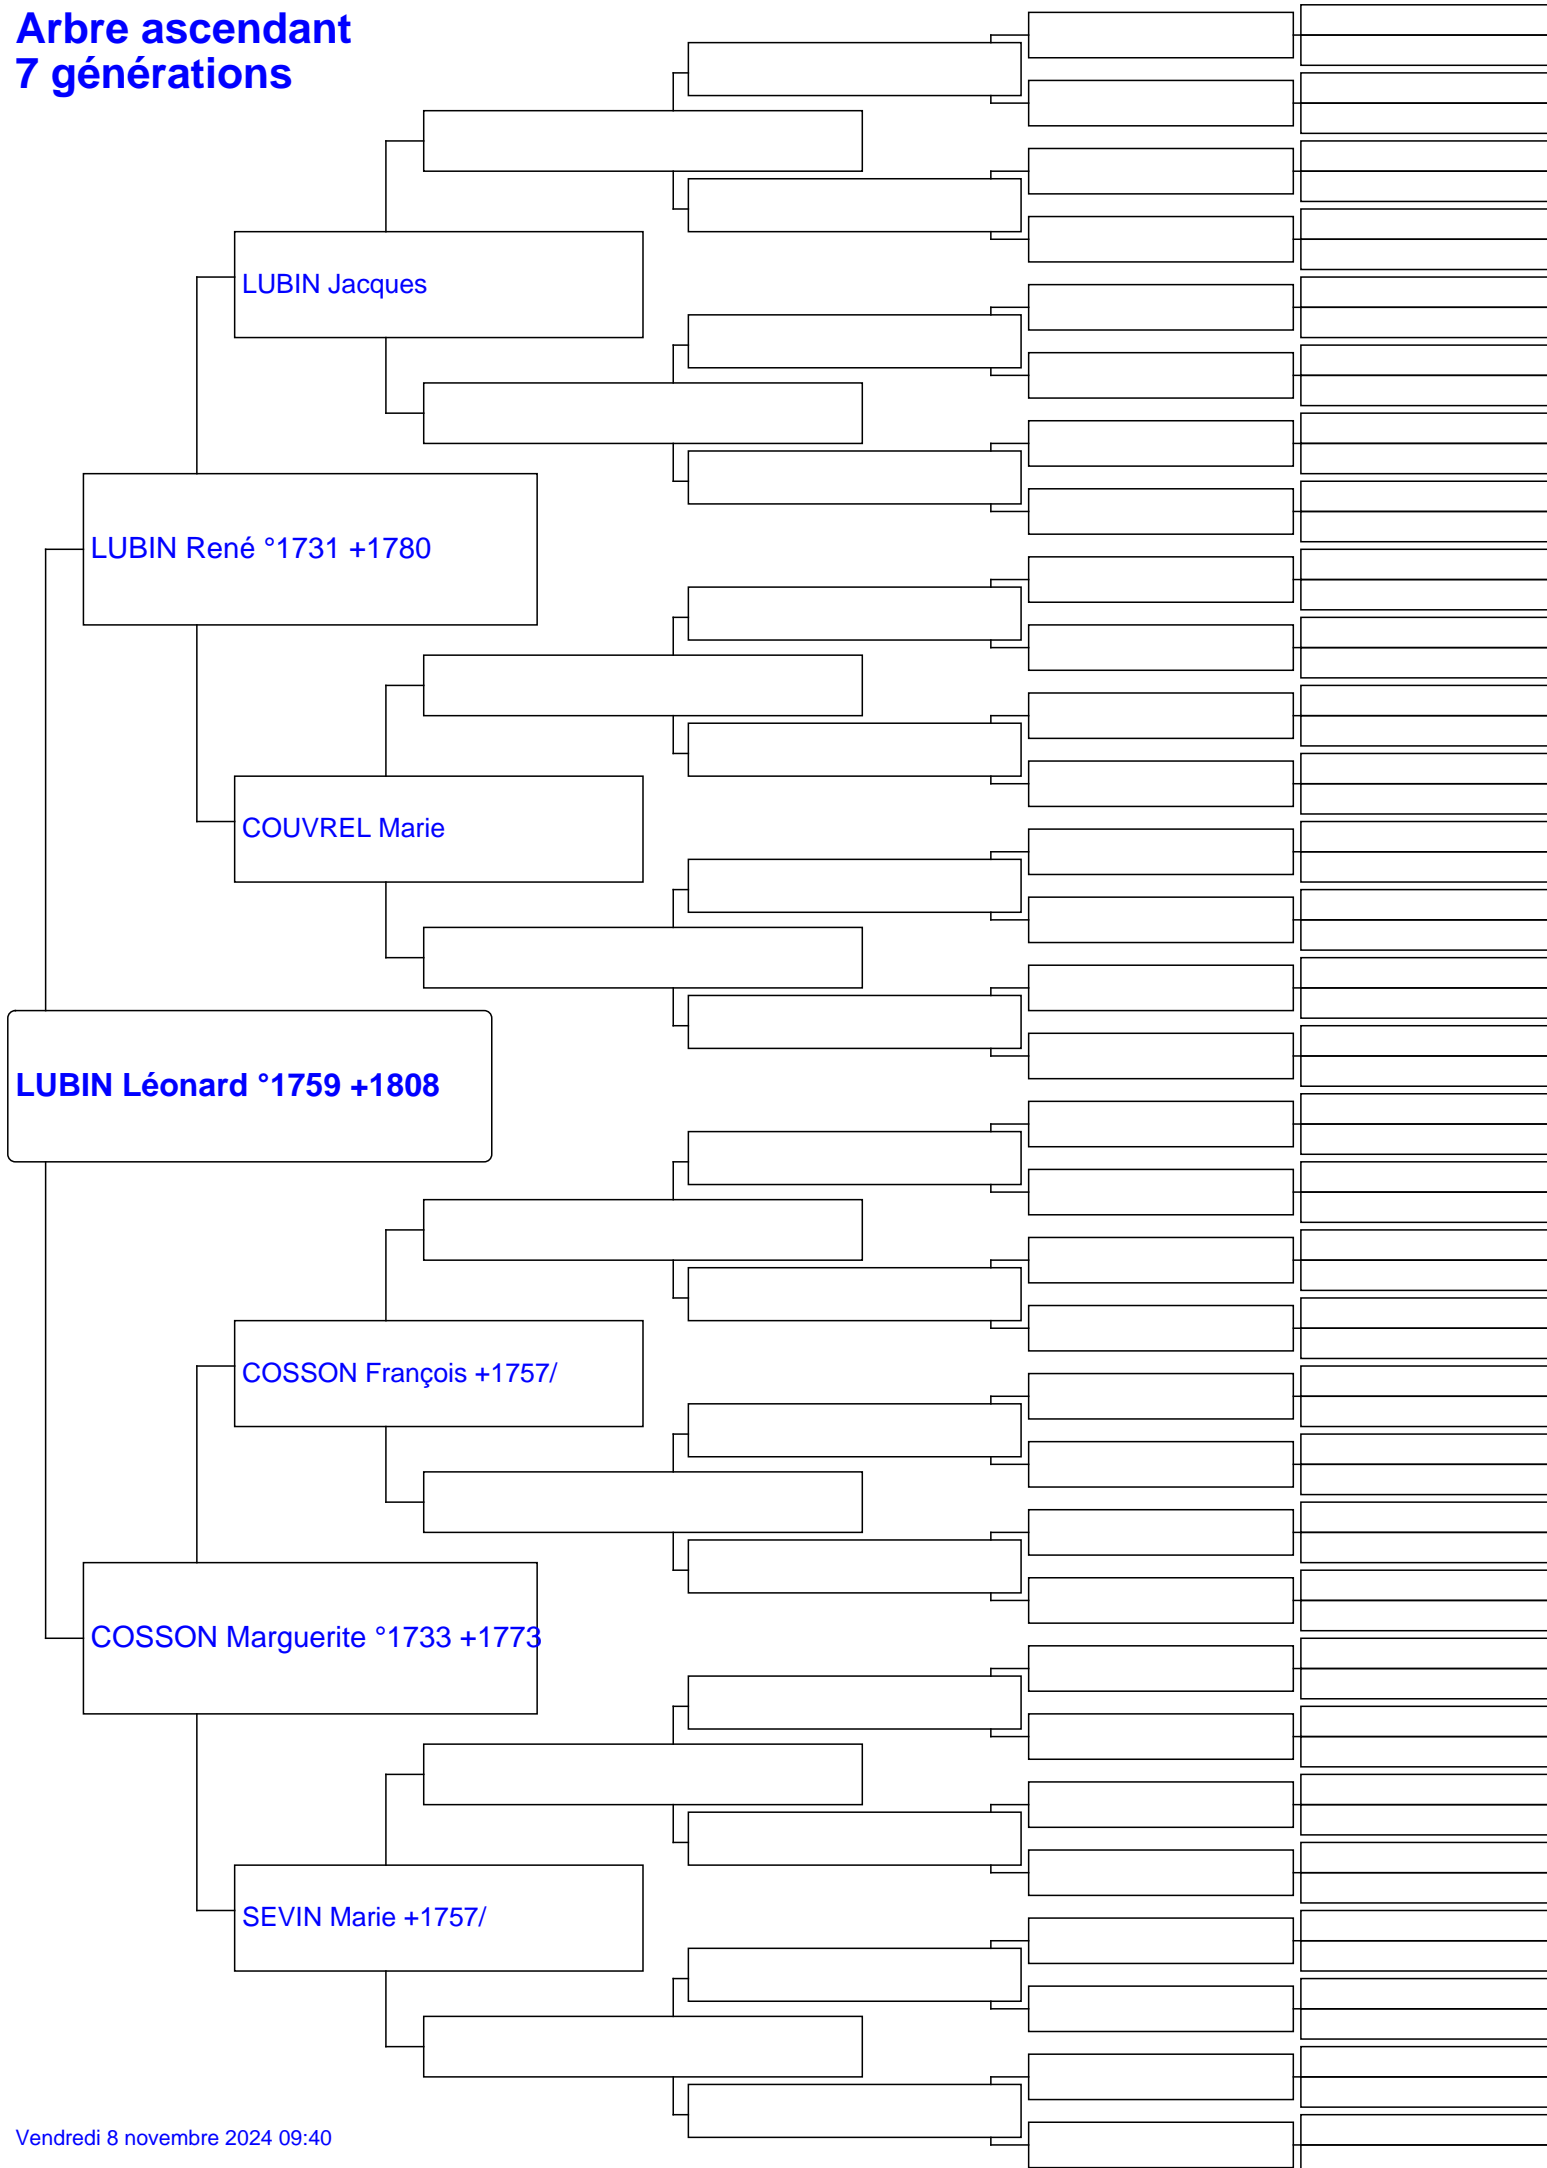 Arbre ascendant
7 générations
LUBIN Jacques
LUBIN René °1731 +1780
COUVREL Marie
LUBIN Léonard °1759 +1808
COSSON François +1757/
COSSON Marguerite °1733 +1773
SEVIN Marie +1757/
Vendredi 8 novembre 2024 09:40